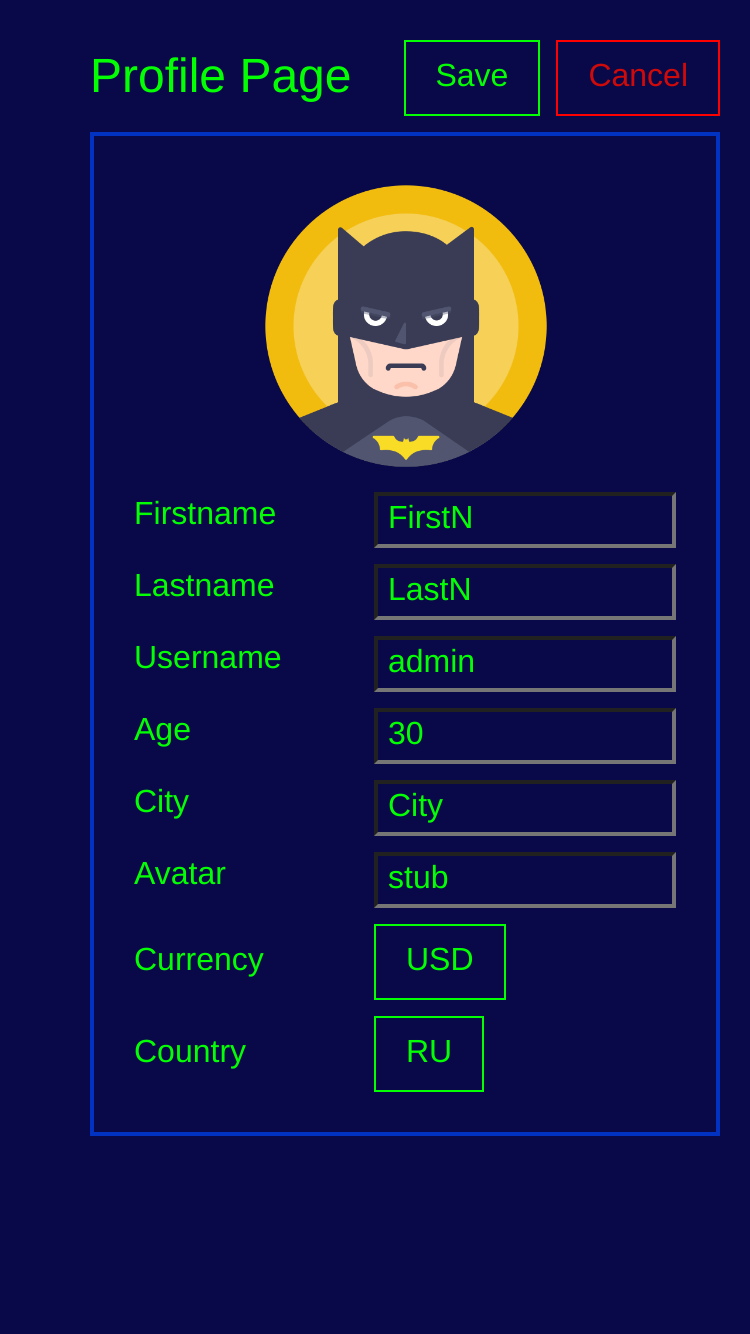 Profile Page Save Cancel
Firstname FirstN
Lastname LastN
Username admin
Age 30
City City
Avatar stub
Currency USD
Country RU